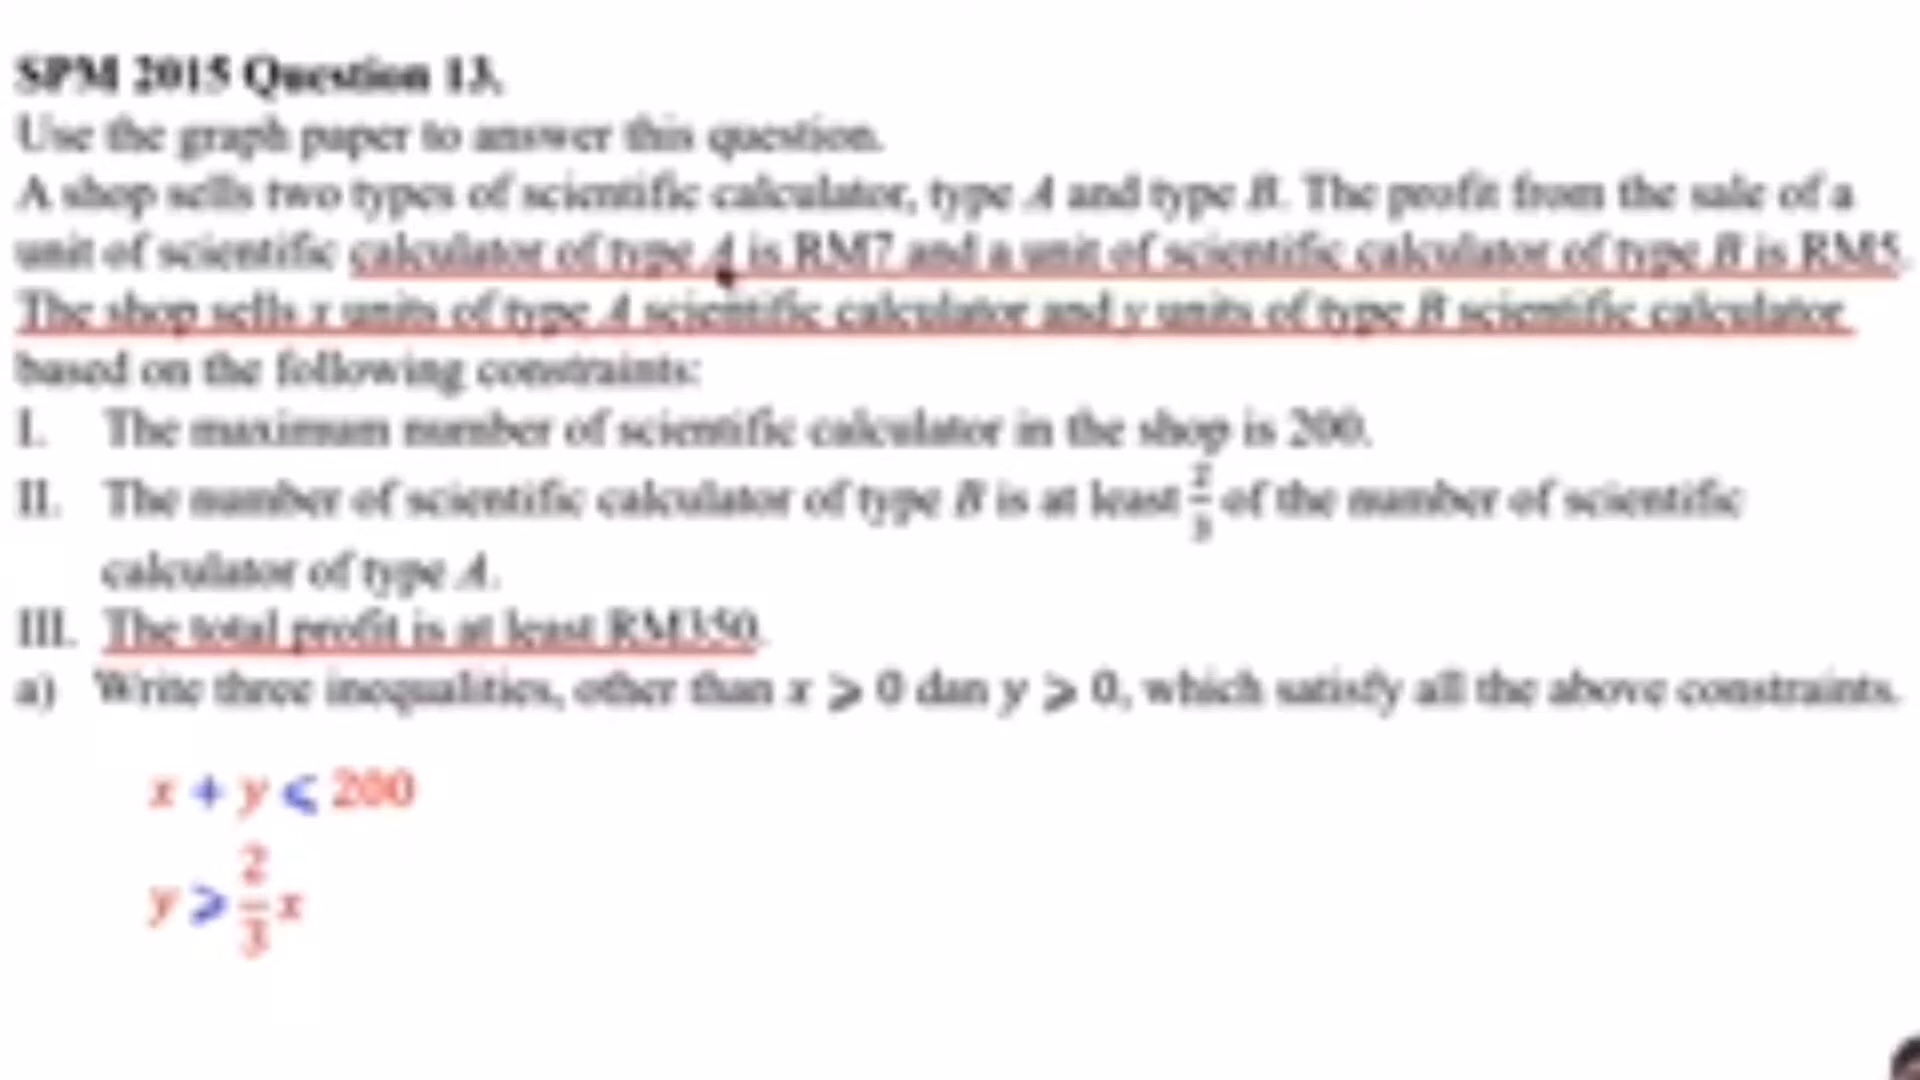 SPM 2015 Question 13.
Use the graph paper to answer this question.
A shop sells two types of scientific calculator, type A and type B. The profit from the sale of a
unit of scientific calculator of type A is RM7 and a unit of scientific calculator of type B is RM5.
The shop sells x units of type A scientific calculator and y units of type B scientific calculator
based on the following constraints:
I. The maximum number of scientific calculator in the shop is 200.
II. The number of scientific calculator of type B is at least 2/3 of the number of scientific
calculator of type A.
III. The total profit is at least RM350.
a) Write three inequalities, other than x ⩾ 0 dan y ⩾ 0, which satisfy all the above constraints.
x + y ⩽ 200
y ⩾ 2/3 x